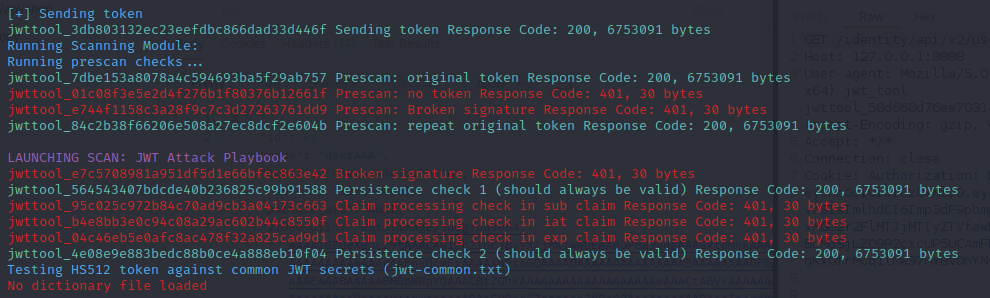 [+] Sending token
jwttool_3db803132ec23eefdbc866dad33d446f Sending token Response Code: 200, 6753091 bytes
Running Scanning Module:
Running prescan checks...
jwttool_7dbe153a8078a4c594693ba5f29ab757 Prescan: original token Response Code: 200, 6753091 bytes
jwttool_01c08f3e5e2d4f276b1f80376b12661f Prescan: no token Response Code: 401, 30 bytes
jwttool_e744f1158c3a28f9c7c3d27263761dd9 Prescan: Broken signature Response Code: 401, 30 bytes
jwttool_84c2b38f66206e508a27ec8dcf2e604b Prescan: repeat original token Response Code: 200, 6753091 bytes
LAUNCHING SCAN: JWT Attack Playbook
jwttool_e7c5708981a951df5d1e66bfec863e42 Broken signature Response Code: 401, 30 bytes
jwttool_564543407bdcde40b236825c99b91588 Persistence check 1 (should always be valid) Response Code: 200, 6753091 bytes
jwttool_95c025c972b84c70ad9cb3a04173c663 Claim processing check in sub claim Response Code: 401, 30 bytes
jwttool_b4e8bb3e0c94c08a29ac602b44c8550f Claim processing check in iat claim Response Code: 401, 30 bytes
jwttool_04c46eb5e0afc8ac478f32a825cad9d1 Claim processing check in exp claim Response Code: 401, 30 bytes
jwttool_4e08e9e883bedc88b0ce4a888eb10f04 Persistence check 2 (should always be valid) Response Code: 200, 6753091 bytes
Testing HS512 token against common JWT secrets (jwt-common.txt)
No dictionary file loaded
Raw Hex
GET /identity/api/v2/us
Host: 127.0.0.1:8888
User-agent: Mozilla/5.0
x64) jwt_tool
Accept: */*
Connection: close
Cookie: Authorization: